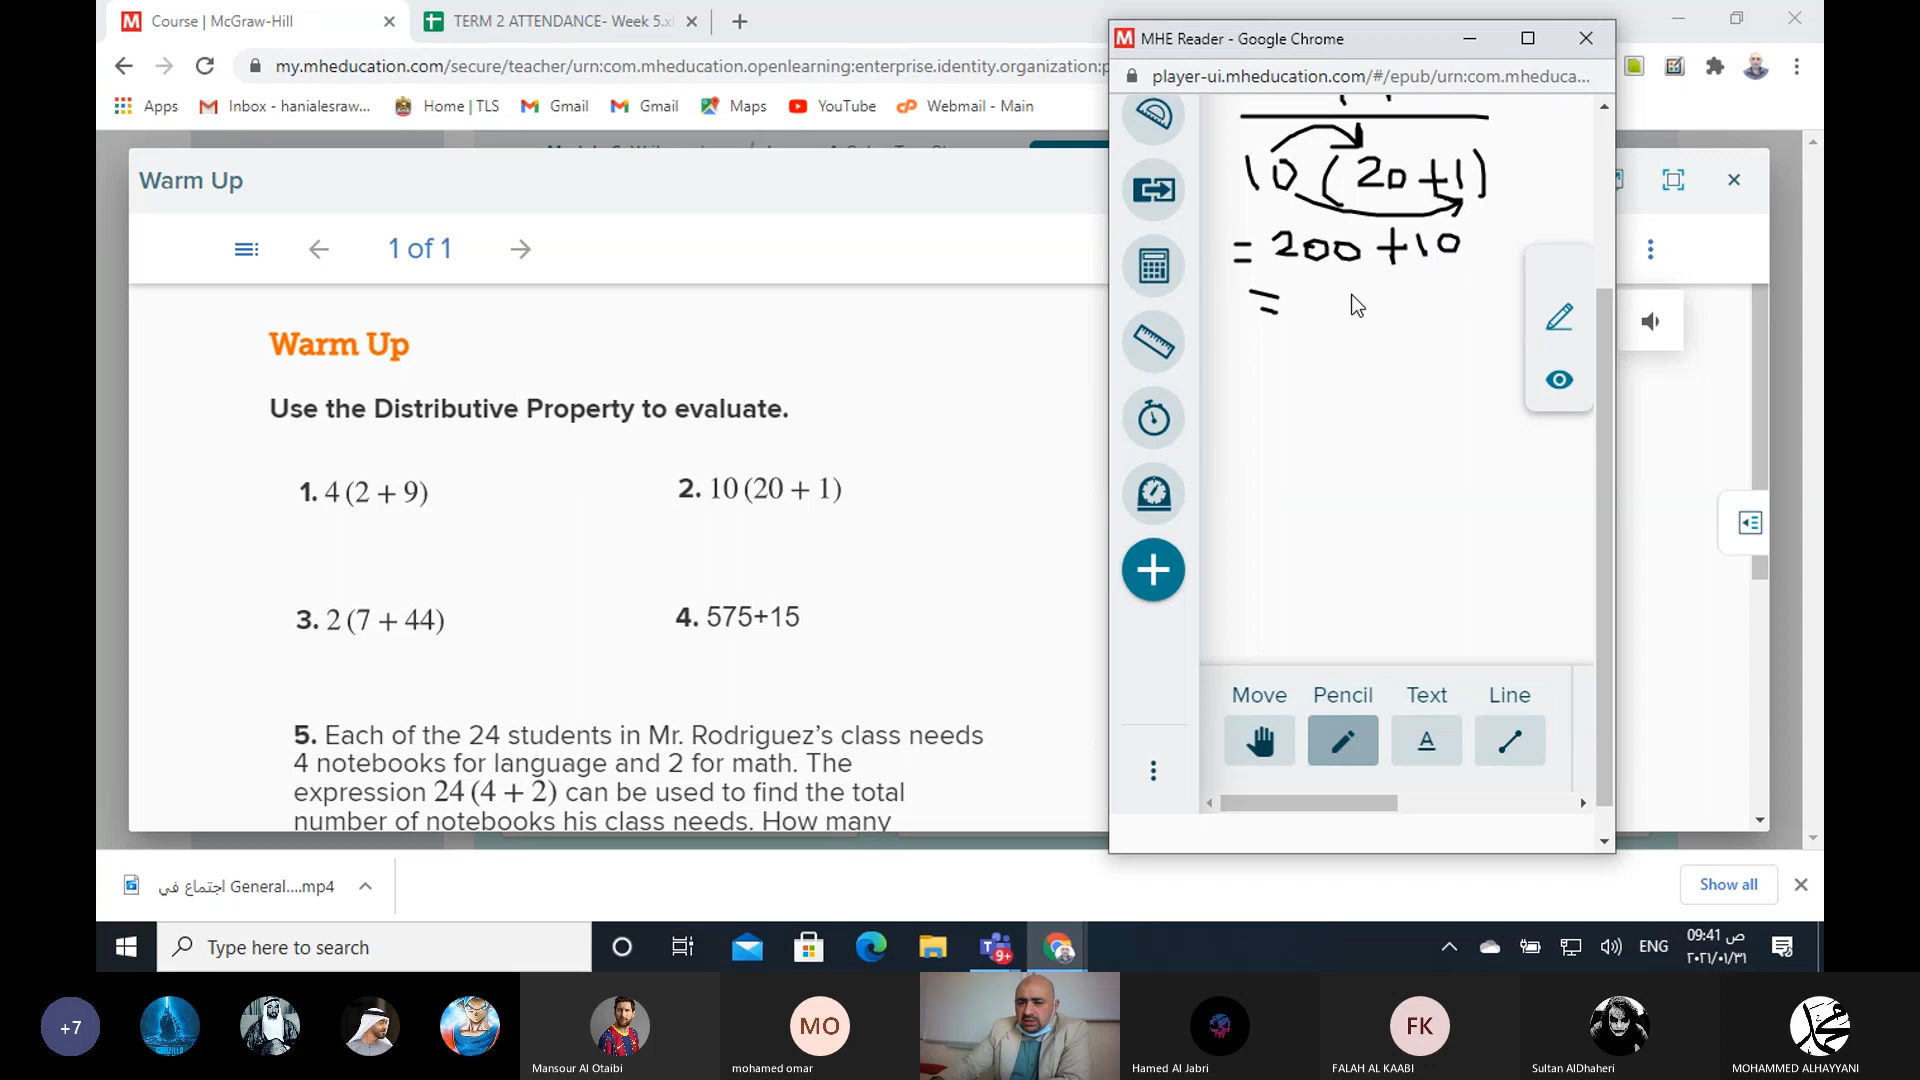 Course | McGraw-Hill
TERM 2 ATTENDANCE- Week 5.xl
MHE Reader - Google Chrome
my.mheducation.com/secure/teacher/urn:com.mheducation.openlearning:enterprise.identity.organization:p
player-ui.mheducation.com/#/epub/urn:com.mheduca...
Apps
Inbox - hanialesraw...
Home | TLS
Gmail
Gmail
Maps
YouTube
Webmail - Main
Warm Up
1 of 1
Warm Up
Use the Distributive Property to evaluate.
1. 4 (2 + 9)
2. 10 (20 + 1)
3. 2 (7 + 44)
4. 575+15
5. Each of the 24 students in Mr. Rodriguez's class needs
4 notebooks for language and 2 for math. The
expression 24 (4 + 2) can be used to find the total
number of notebooks his class needs. How many
10 (20 +1)
= 200 +10
=
Move
Pencil
Text
Line
اجتماع في General....mp4
Show all
Type here to search
9+
ENG
09:41 ص
٢٠٢١/٠١/٣١
+7
Mansour Al Otaibi
MO
mohamed omar
Hamed Al Jabri
FK
FALAH AL KAABI
Sultan AlDhaheri
MOHAMMED ALHAYYANI